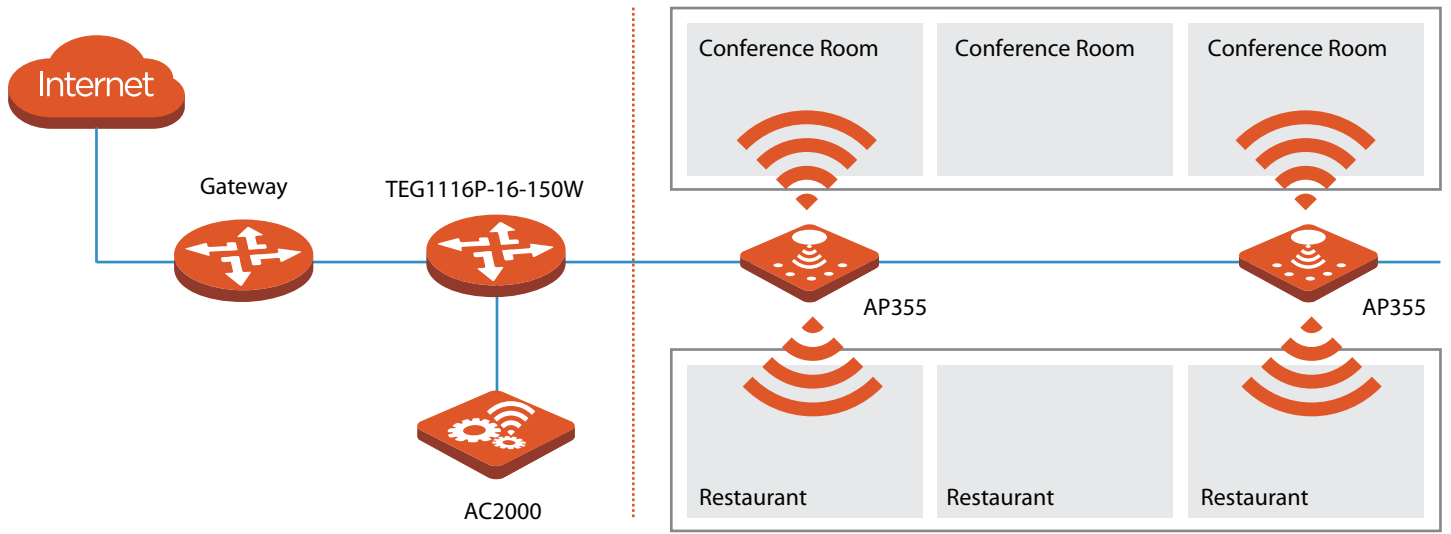 Internet
Gateway
TEG1116P-16-150W
AC2000
Conference Room
Conference Room
Conference Room
AP355
AP355
Restaurant
Restaurant
Restaurant